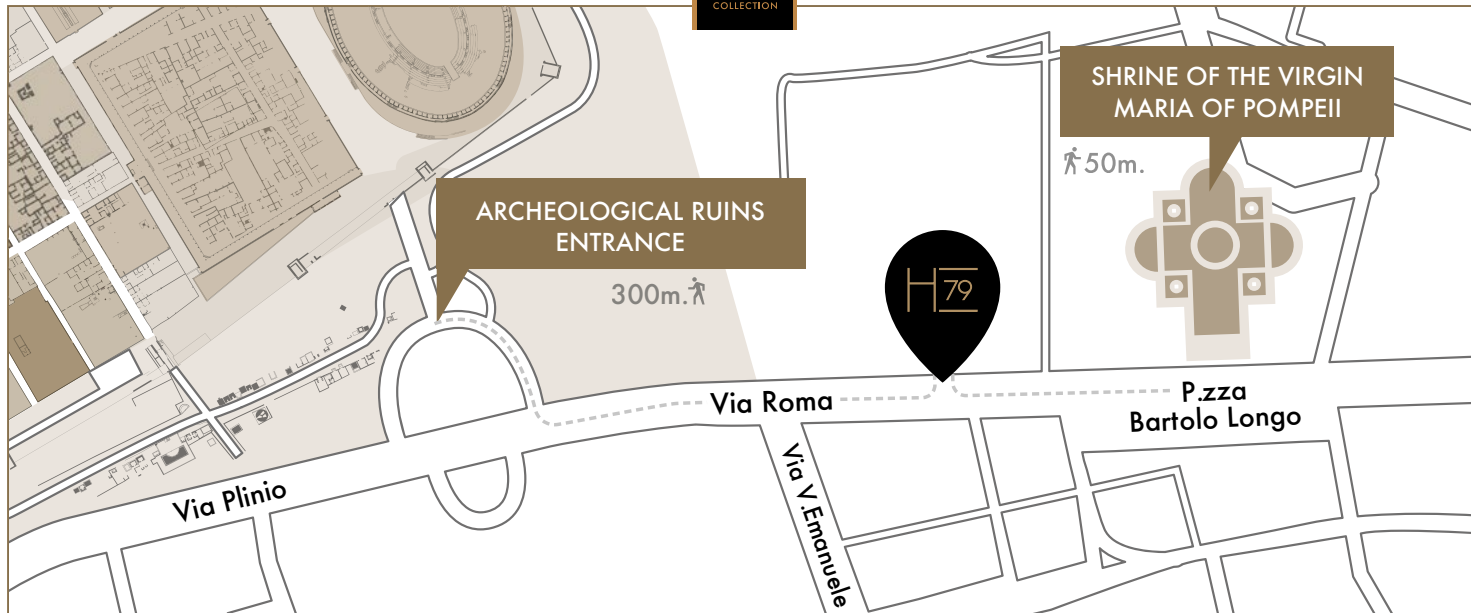 COLLECTION
SHRINE OF THE VIRGIN
MARIA OF POMPEII
50m.
ARCHEOLOGICAL RUINS
ENTRANCE
300m.
H 79
Via Roma
P.zza
Bartolo Longo
Via V.Emanuele
Via Plinio